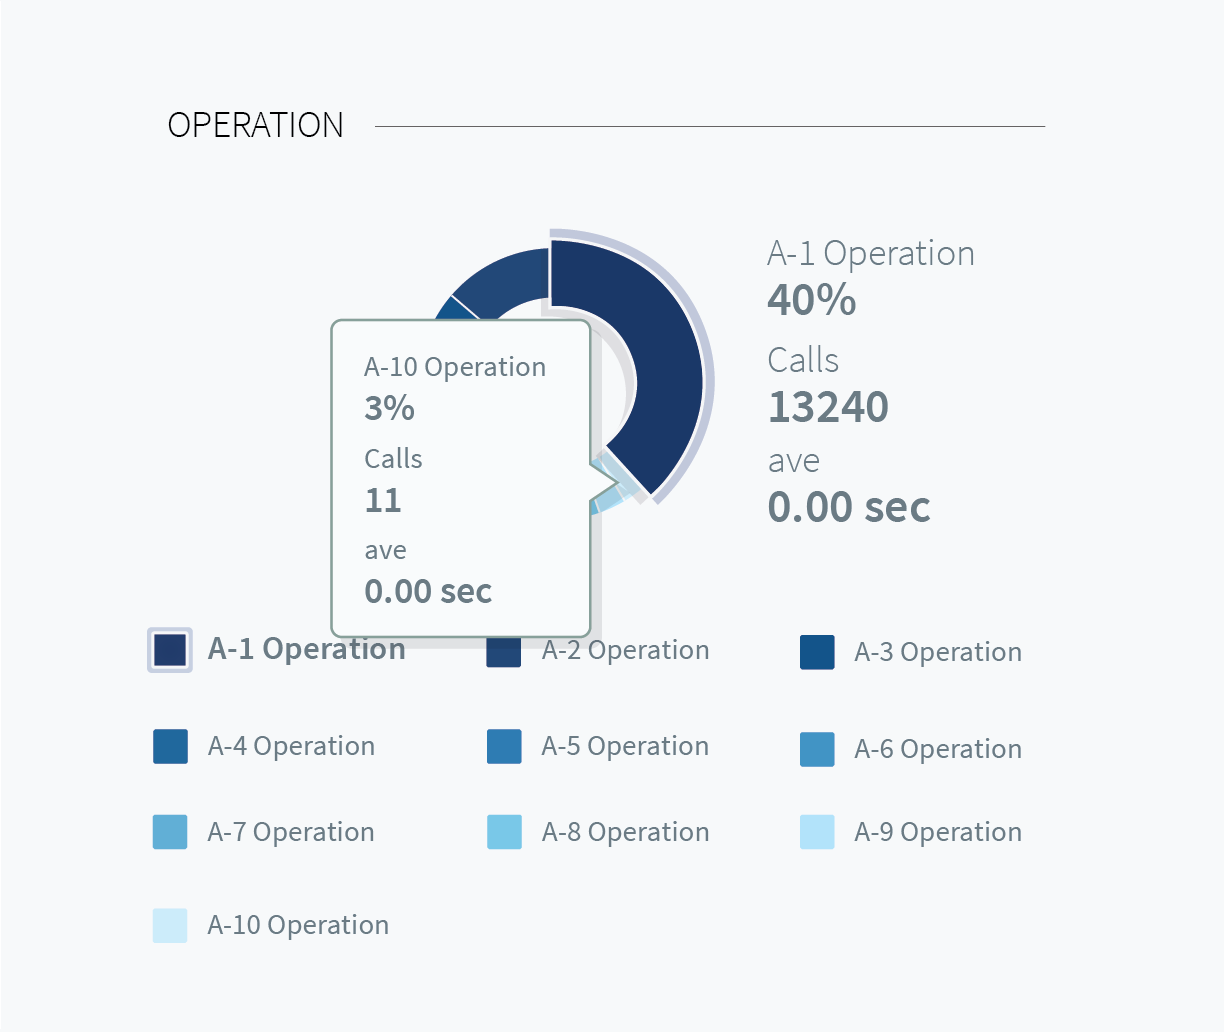 OPERATION
A-1 Operation
40%
Calls
13240
ave
0.00 sec
A-10 Operation
3%
Calls
11
ave
0.00 sec
A-1 Operation
A-2 Operation
A-3 Operation
A-4 Operation
A-5 Operation
A-6 Operation
A-7 Operation
A-8 Operation
A-9 Operation
A-10 Operation